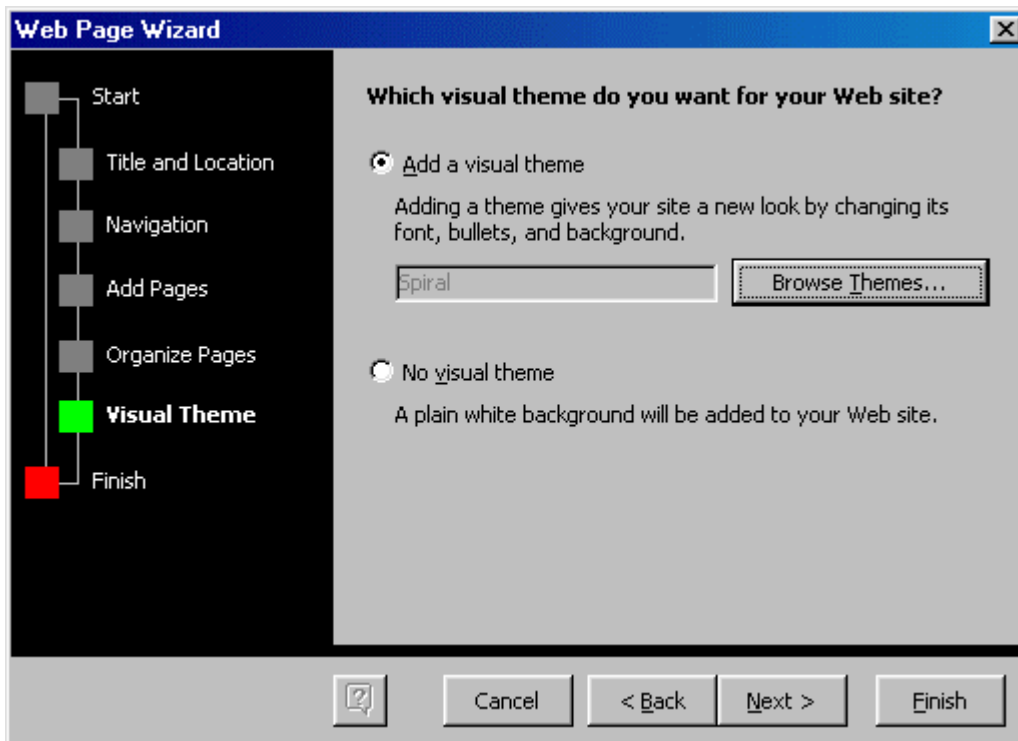 Web Page Wizard
Start
Title and Location
Navigation
Add Pages
Organize Pages
Visual Theme
Finish
Which visual theme do you want for your Web site?
Add a visual theme
Adding a theme gives your site a new look by changing its
font, bullets, and background.
Spiral
Browse Themes...
No visual theme
A plain white background will be added to your Web site.
?
Cancel
< Back
Next >
Finish